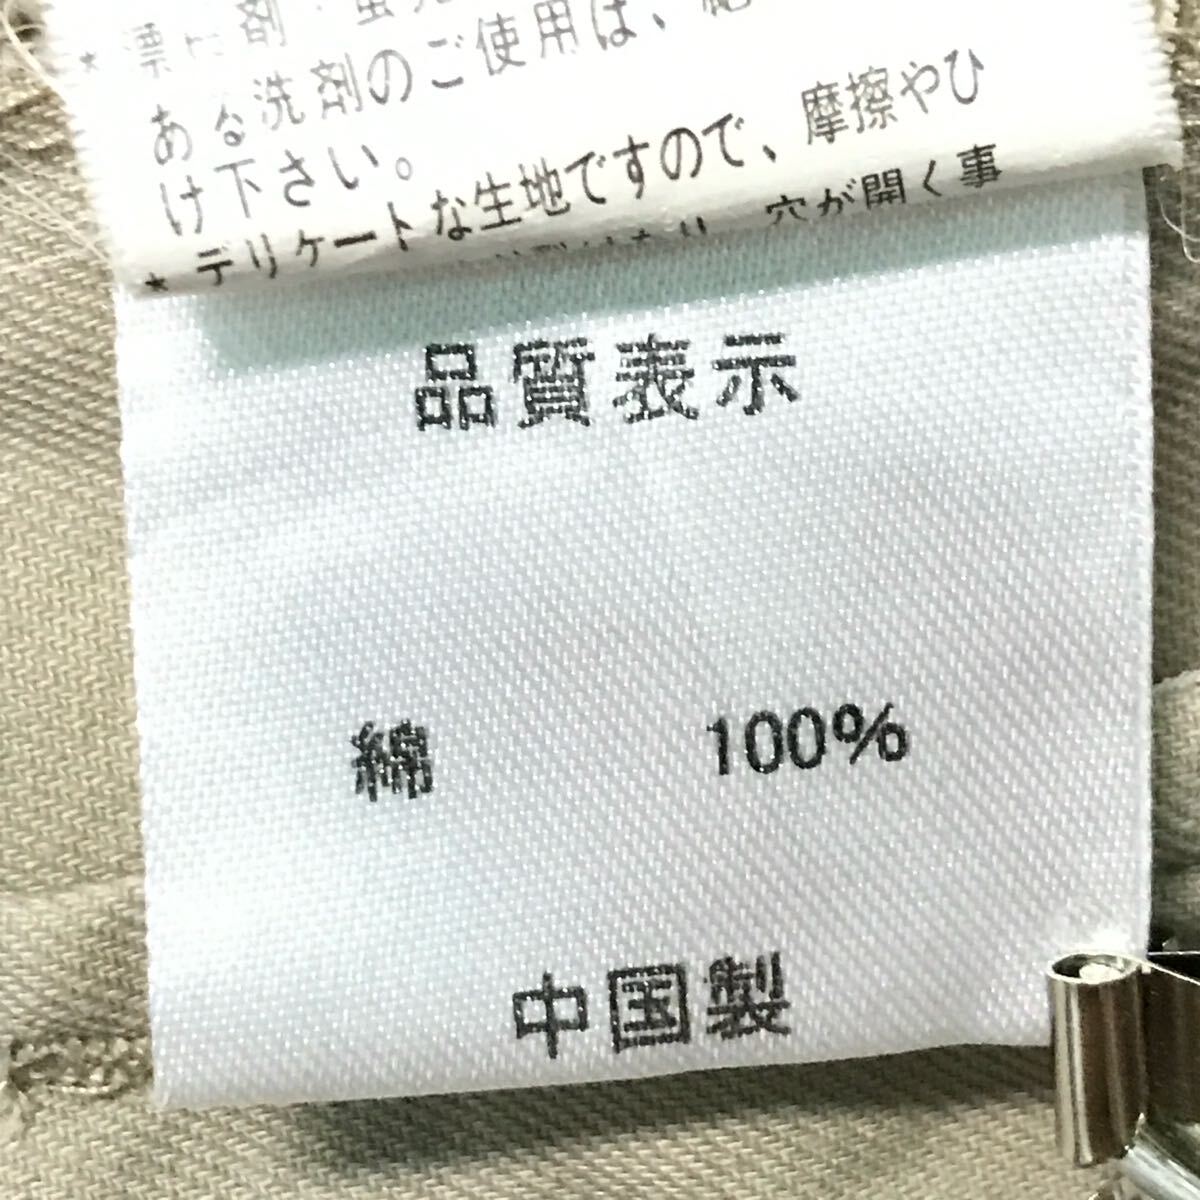 ある洗剤のご使用は、
け下さい。
* デリケートな生地ですので、摩擦やひ
穴が開く事
品質表示
綿 100%
中国製